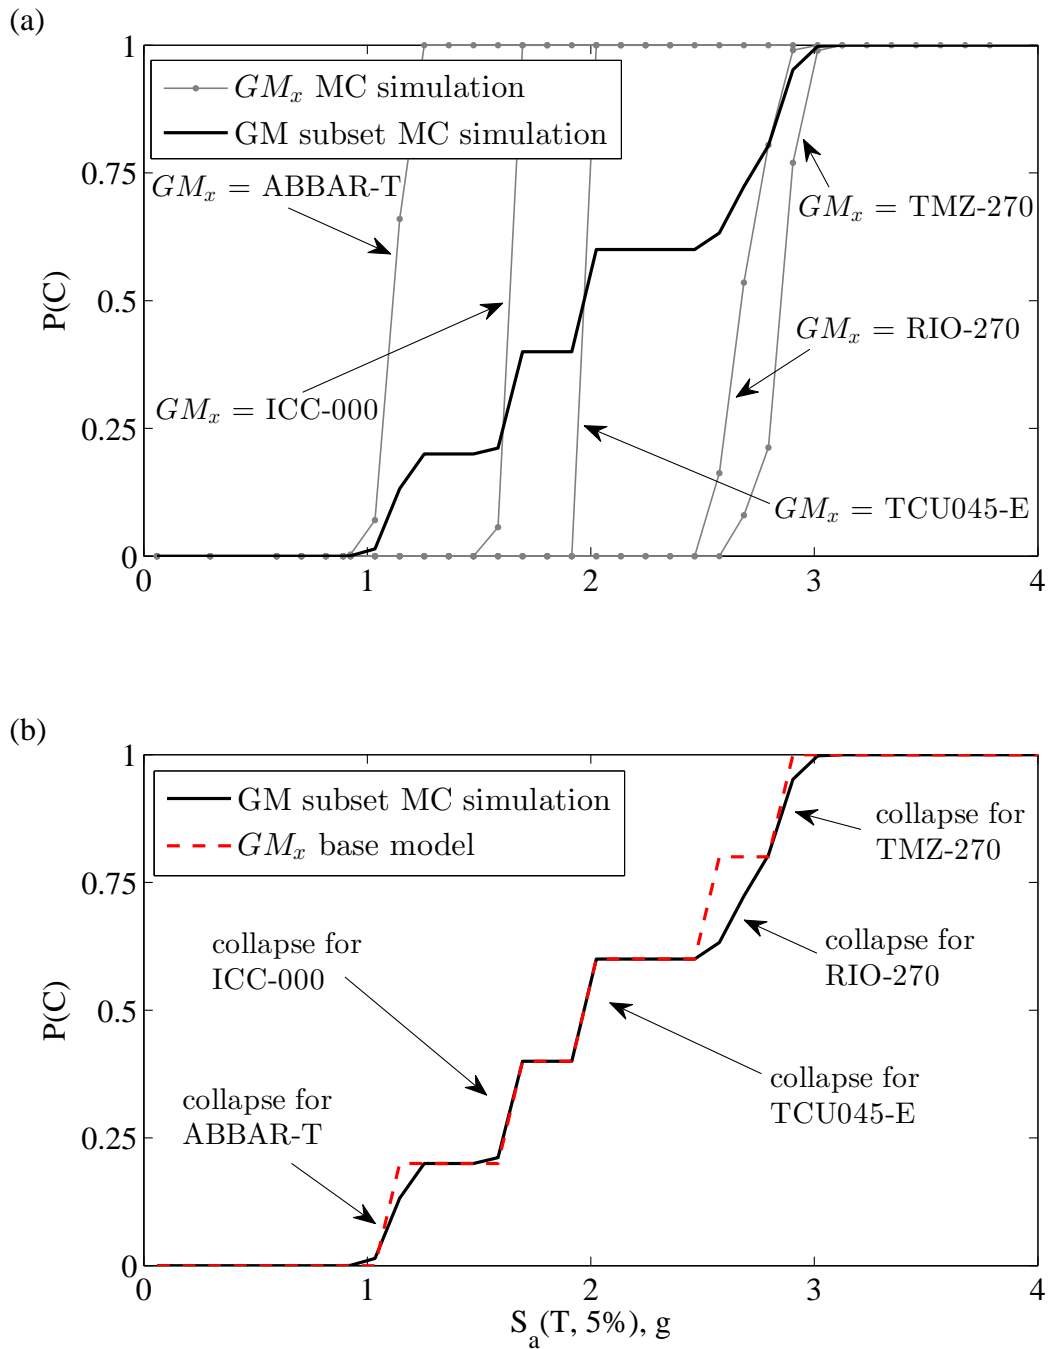 (a)
1
0.75
0.5
0.25
0
P(C)
GMx MC simulation
GM subset MC simulation
GMx = ABBAR-T
GMx = TMZ-270
GMx = RIO-270
GMx = ICC-000
GMx = TCU045-E
0 1 2 3 4
(b)
1
0.75
0.5
0.25
0
P(C)
GM subset MC simulation
GMx base model
collapse for
TMZ-270
collapse for
ICC-000
collapse for
RIO-270
collapse for
TCU045-E
collapse for
ABBAR-T
0 1 2 3 4
Sa(T, 5%), g